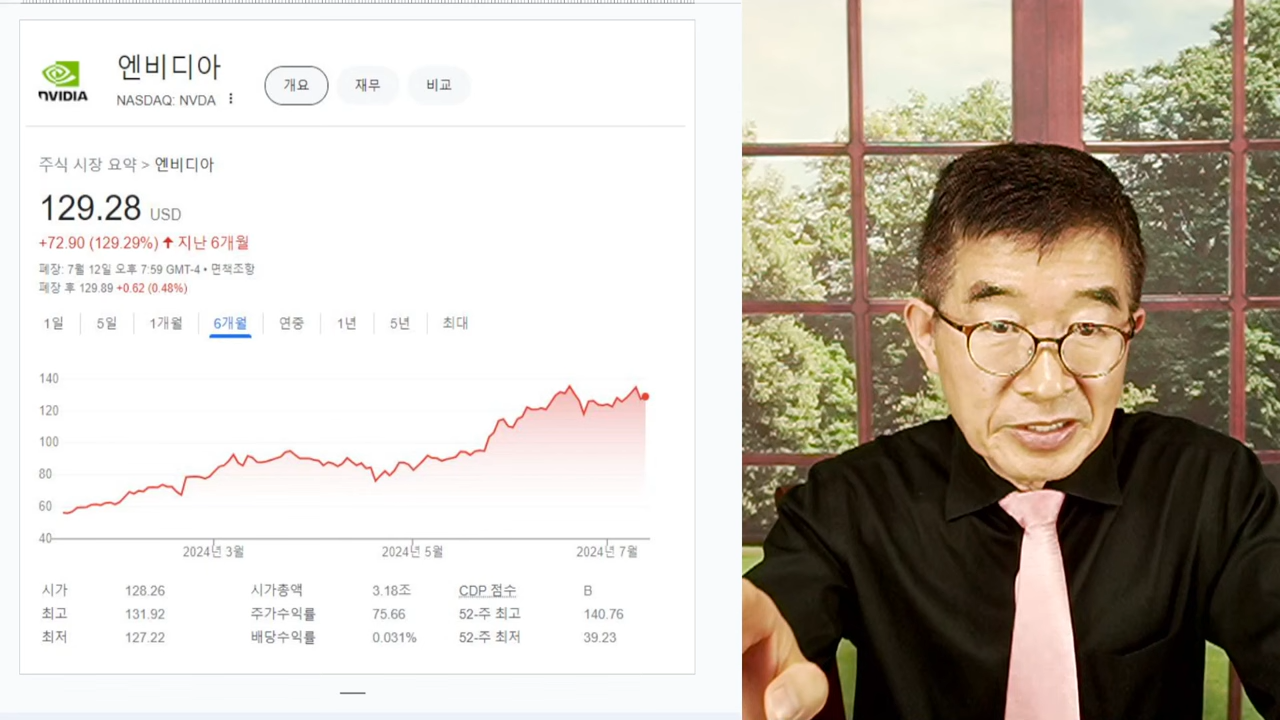 NVIDIA
엔비디아
NASDAQ: NVDA
개요 재무 비교
주식 시장 요약 > 엔비디아
129.28 USD
+72.90 (129.29%) ↑ 지난 6개월
폐장: 7월 12일 오후 7:59 GMT-4 • 면책조항
폐장 후 129.89 +0.62 (0.48%)
1일 5일 1개월 6개월 연중 1년 5년 최대
140
120
100
80
60
40
2024년 3월 2024년 5월 2024년 7월
시가 128.26 시가총액 3.18조 CDP 점수 B
최고 131.92 주가수익률 75.66 52-주 최고 140.76
최저 127.22 배당수익률 0.031% 52-주 최저 39.23